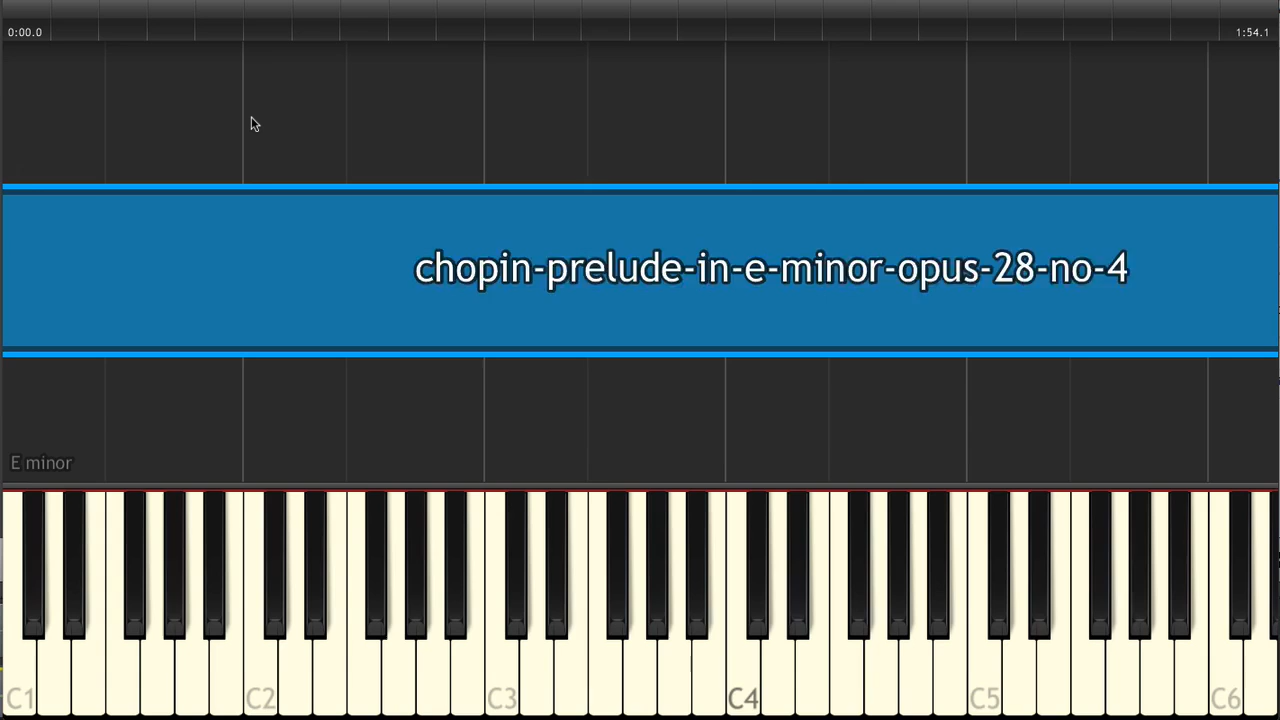 0:00.0 1:54.1
chopin-prelude-in-e-minor-opus-28-no-4
E minor
C1 C2 C3 C4 C5 C6